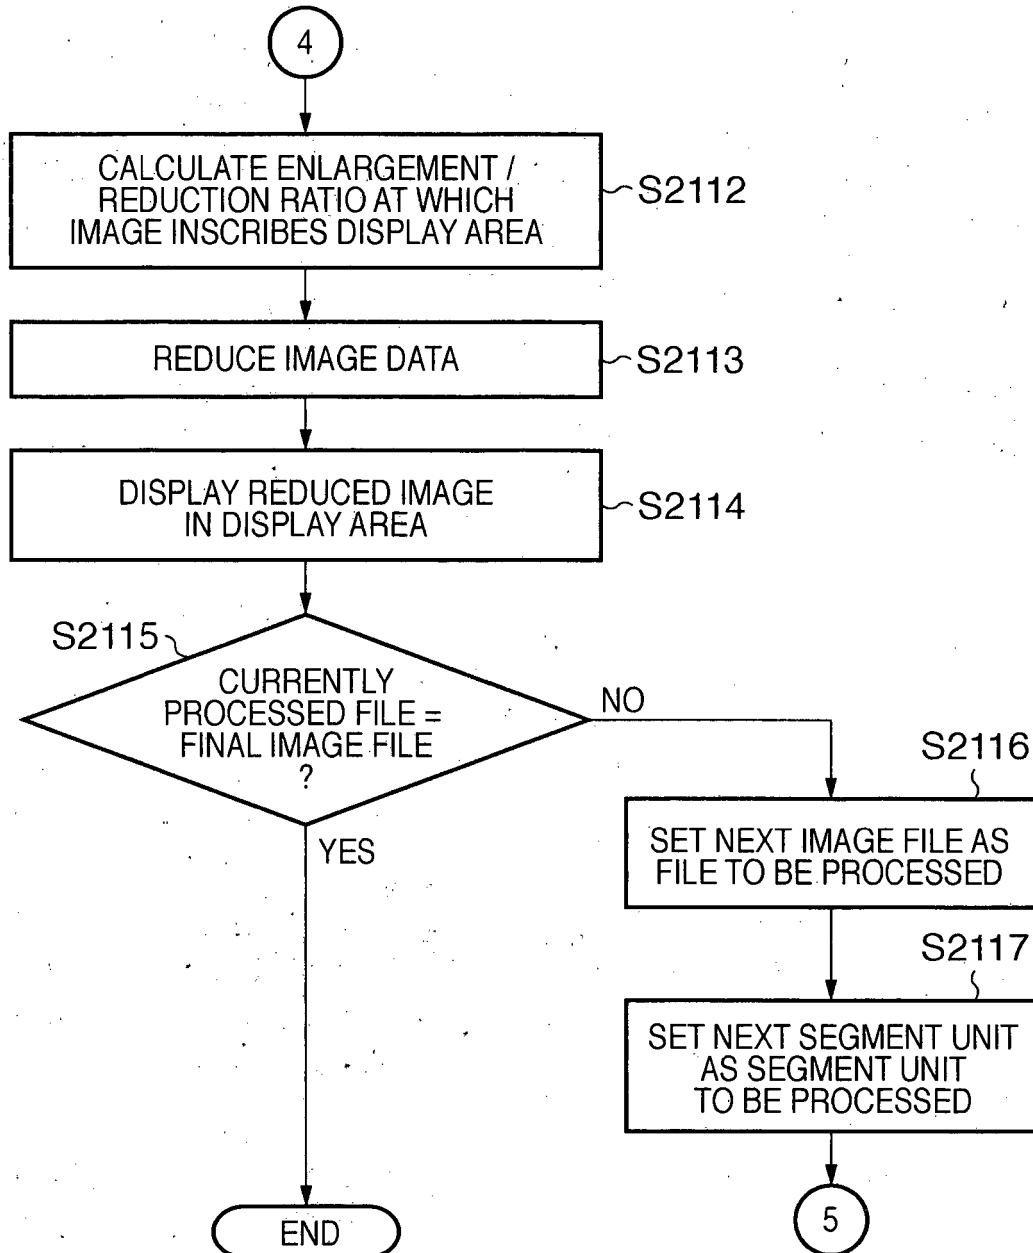 4
CALCULATE ENLARGEMENT /
REDUCTION RATIO AT WHICH
IMAGE INSCRIBES DISPLAY AREA
S2112
REDUCE IMAGE DATA
S2113
DISPLAY REDUCED IMAGE
IN DISPLAY AREA
S2114
S2115
CURRENTLY
PROCESSED FILE =
FINAL IMAGE FILE
?
NO
YES
S2116
SET NEXT IMAGE FILE AS
FILE TO BE PROCESSED
S2117
SET NEXT SEGMENT UNIT
AS SEGMENT UNIT
TO BE PROCESSED
END
5